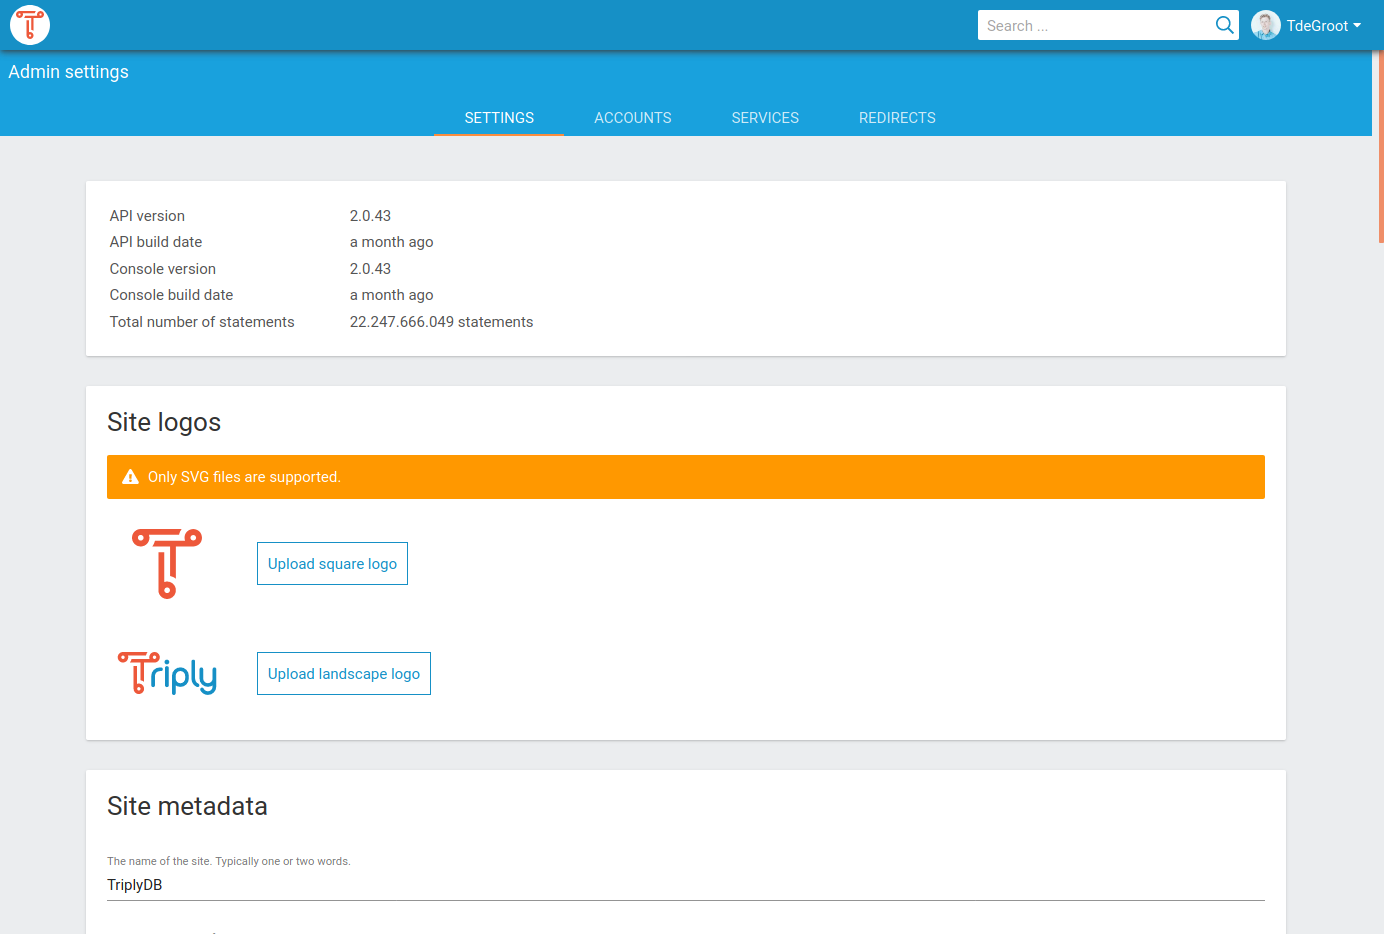 Search ...
TdeGroot
Admin settings
SETTINGS ACCOUNTS SERVICES REDIRECTS
API version 2.0.43
API build date a month ago
Console version 2.0.43
Console build date a month ago
Total number of statements 22.247.666.049 statements
Site logos
Only SVG files are supported.
Upload square logo
Triply
Upload landscape logo
Site metadata
The name of the site. Typically one or two words.
TriplyDB